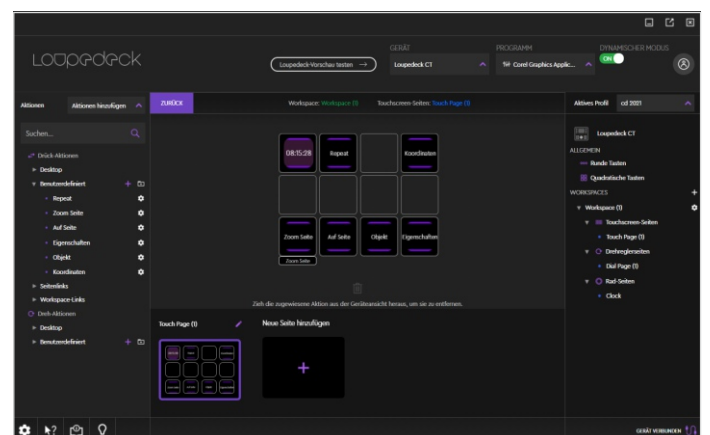 Loupedeck
Loupedeck-Vorschau testen →
GERÄT
Loupedeck CT
PROGRAMM
Corel Graphics Applic...
DYNAMISCHER MODUS
ON
Aktionen
Aktionen hinzufügen
ZURÜCK
Workspace: Workspace (1)
Touchscreen-Seiten: Touch Page (1)
Aktives Profil
cd 2021
Suchen...
Drück-Aktionen
Desktop
Benutzerdefiniert
Repeat
Zoom Seite
Auf Seite
Eigenschaften
Objekt
Koordinaten
Seitenlinks
Workspace-Links
Dreh-Aktionen
Desktop
Benutzerdefiniert
08:15:28
Repeat
Koordinaten
Zoom Seite
Auf Seite
Objekt
Eigenschaften
Zoom Seite
Zieh die zugewiesene Aktion aus der Geräteansicht heraus, um sie zu entfernen.
Touch Page (1)
Neue Seite hinzufügen
+
Loupedeck CT
ALLGEMEIN
Runde Tasten
Quadratische Tasten
WORKSPACES
+
Workspace (1)
Touchscreen-Seiten
Touch Page (1)
Drehreglerseiten
Dial Page (1)
Rad-Seiten
Clock
GERÄT VERBUNDEN